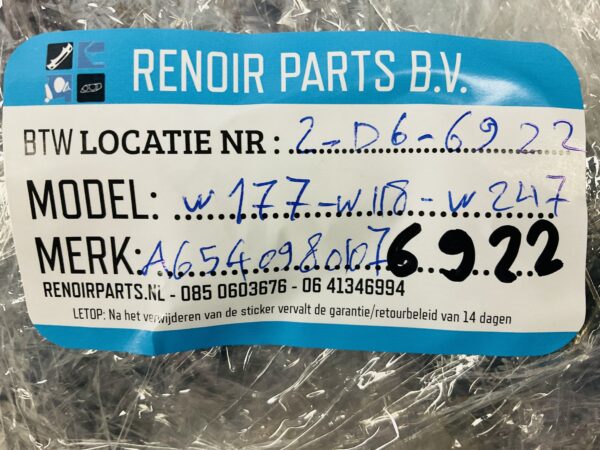 RENOIR PARTS B.V.
BTW LOCATIE NR : 2-D6-6922
MODEL: W177-W118-W247
MERK: A6540980107 6922
RENOIRPARTS.NL - 085 0603676 - 06 41346994
LETOP: Na het verwijderen van de sticker vervalt de garantie/retourbeleid van 14 dagen